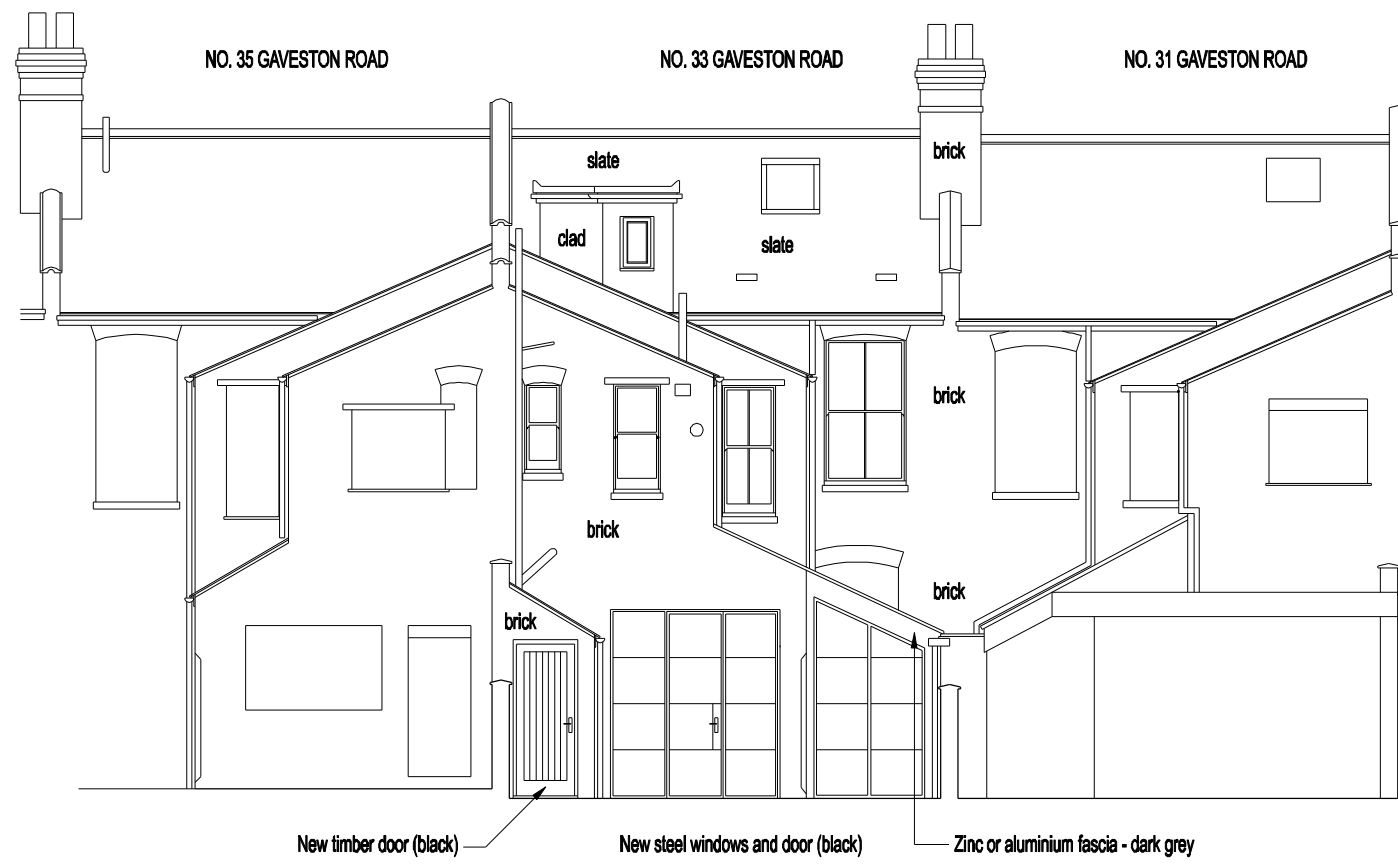 NO. 35 GAVESTON ROAD
NO. 33 GAVESTON ROAD
NO. 31 GAVESTON ROAD
brick
slate
clad
slate
brick
brick
brick
brick
New timber door (black)
New steel windows and door (black)
Zinc or aluminium fascia - dark grey